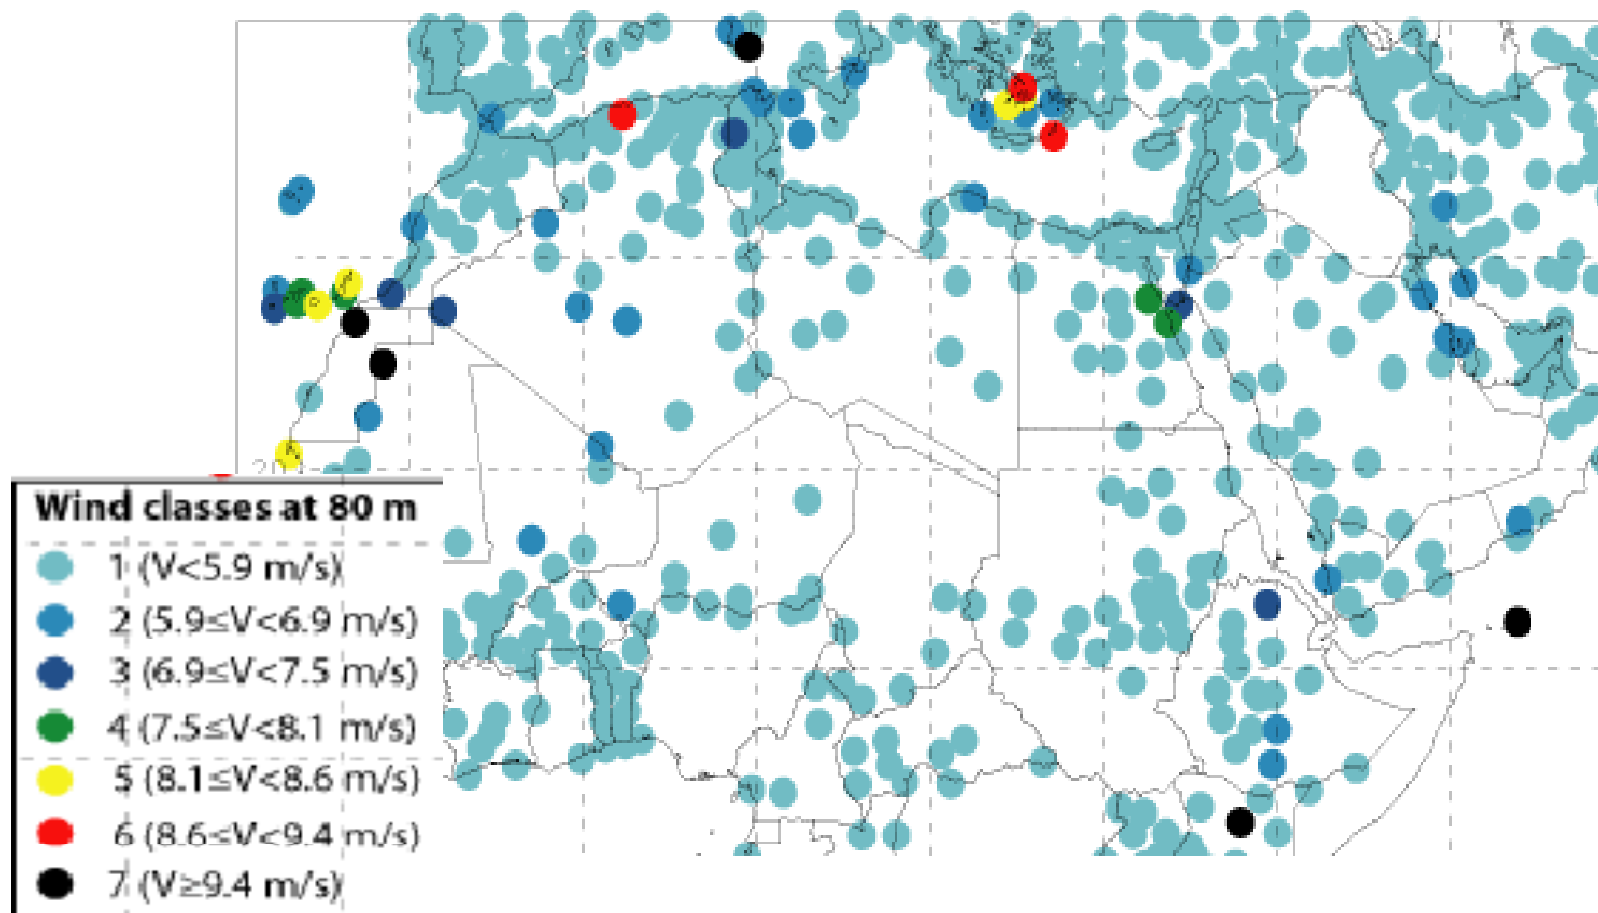 20
Wind classes at 80 m
1 (V<5.9 m/s)
2 (5.9≤V<6.9 m/s)
3 (6.9≤V<7.5 m/s)
4 (7.5≤V<8.1 m/s)
5 (8.1≤V<8.6 m/s)
6 (8.6≤V<9.4 m/s)
7 (V≥9.4 m/s)